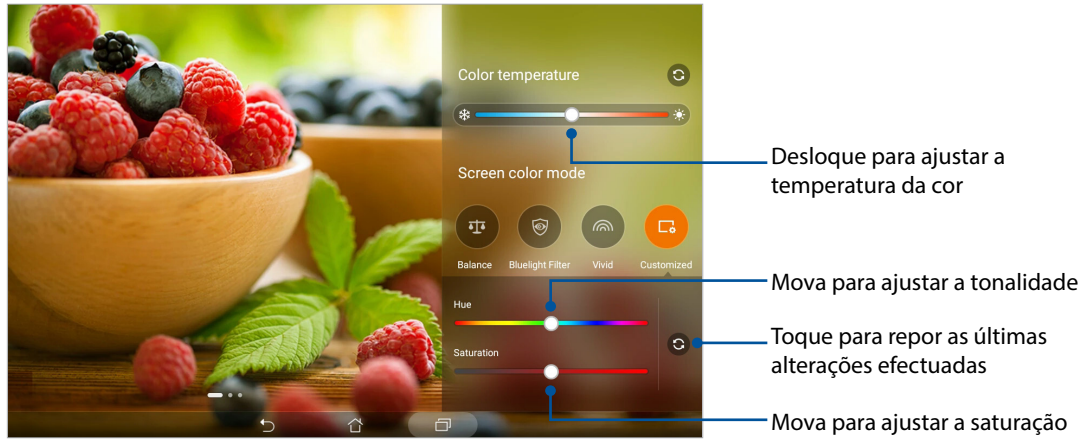 Color temperature
Desloque para ajustar a
temperatura da cor
Screen color mode
Balance Bluelight Filter Vivid Customized
Mova para ajustar a tonalidade
Hue
Toque para repor as últimas
alterações efectuadas
Saturation
Mova para ajustar a saturação